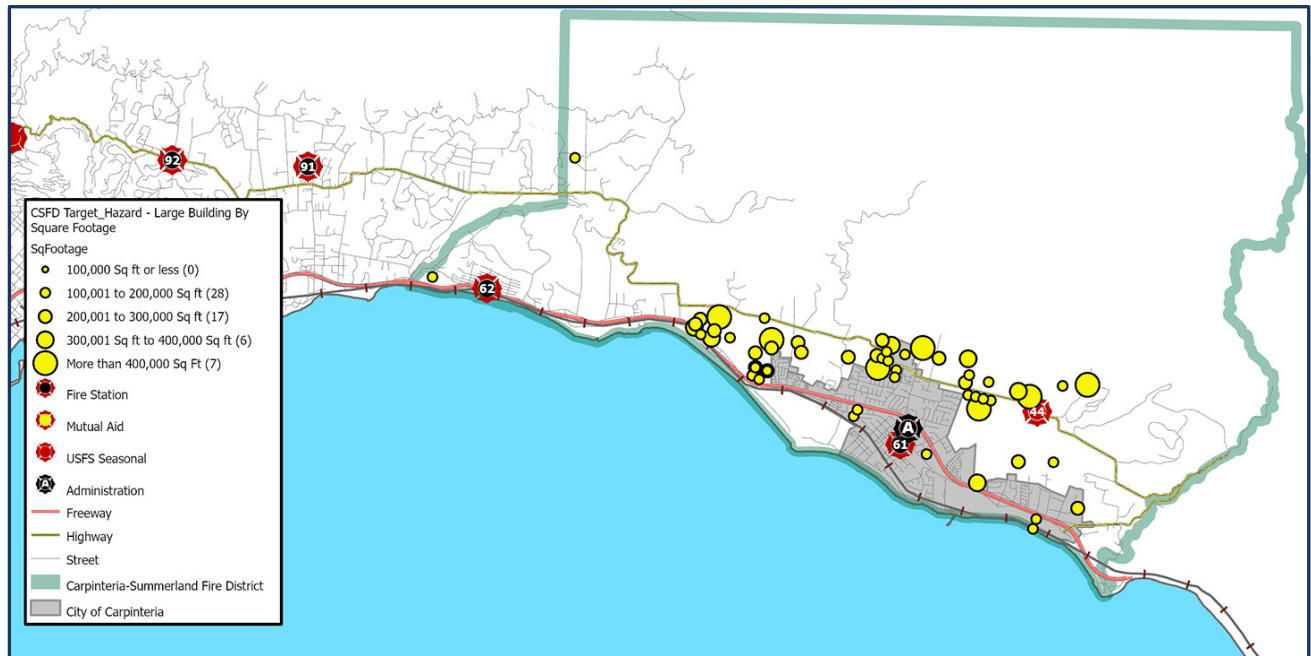 92
91
CSFD Target_Hazard - Large Building By
Square Footage
SqFootage
100,000 Sq ft or less (0)
100,001 to 200,000 Sq ft (28)
200,001 to 300,000 Sq ft (17)
300,001 Sq ft to 400,000 Sq ft (6)
More than 400,000 Sq Ft (7)
Fire Station
Mutual Aid
USFS Seasonal
A
Administration
Freeway
Highway
Street
Carpinteria-Summerland Fire District
City of Carpinteria
62
44
A
61